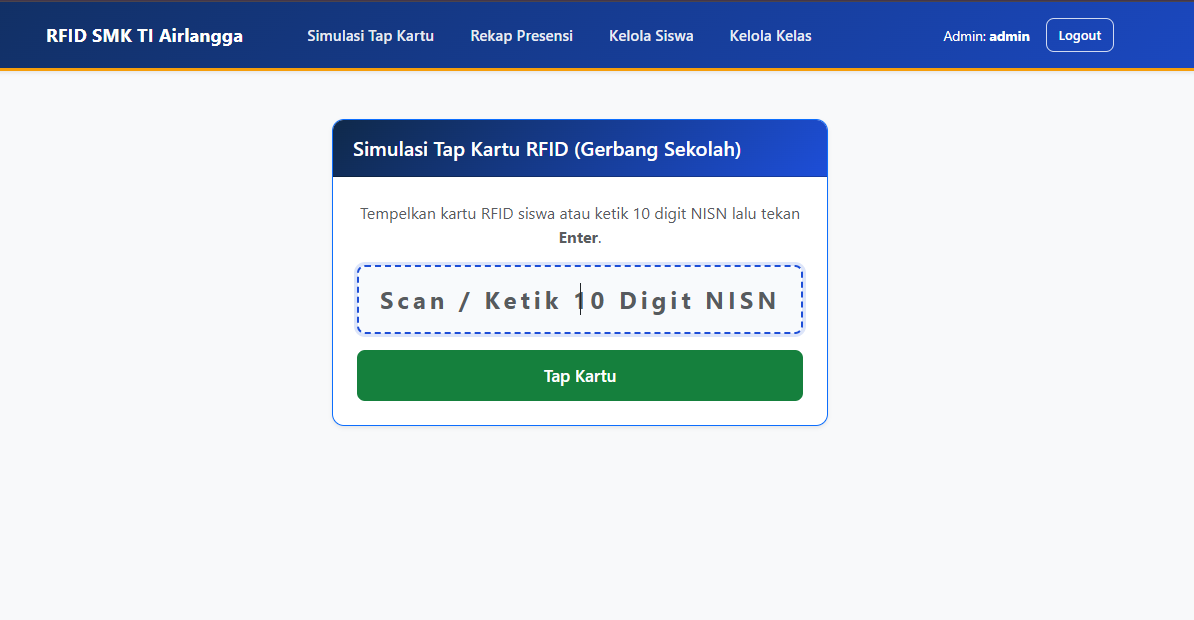 RFID SMK TI Airlangga
Simulasi Tap Kartu
Rekap Presensi
Kelola Siswa
Kelola Kelas
Admin: admin
Logout
Simulasi Tap Kartu RFID (Gerbang Sekolah)
Tempelkan kartu RFID siswa atau ketik 10 digit NISN lalu tekan
Enter.
Scan / Ketik 10 Digit NISN
Tap Kartu